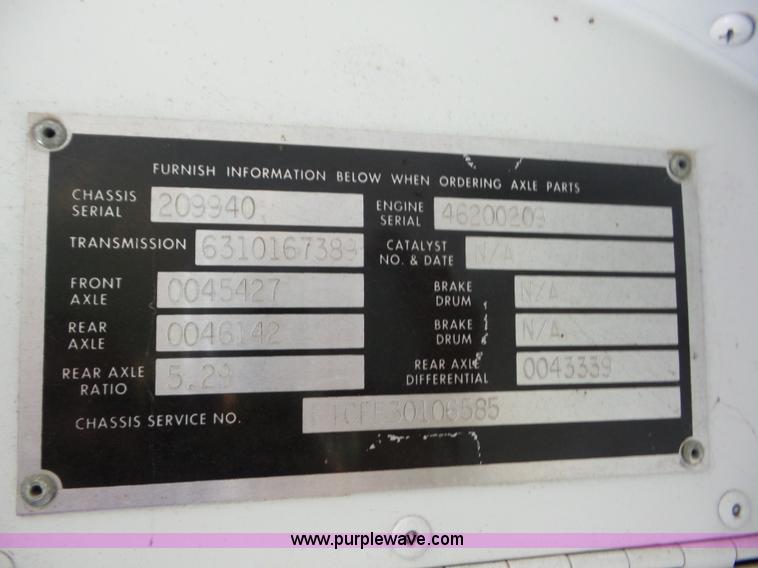 FURNISH INFORMATION BELOW WHEN ORDERING AXLE PARTS
CHASSIS SERIAL 209940 ENGINE SERIAL 46200209
TRANSMISSION 6310167389 CATALYST NO. & DATE N/A
FRONT AXLE 0045427 BRAKE DRUM N/A
REAR AXLE 0046142 BRAKE DRUM N/A
REAR AXLE RATIO 5.29 REAR AXLE DIFFERENTIAL 0043339
CHASSIS SERVICE NO.
www.purplewave.com